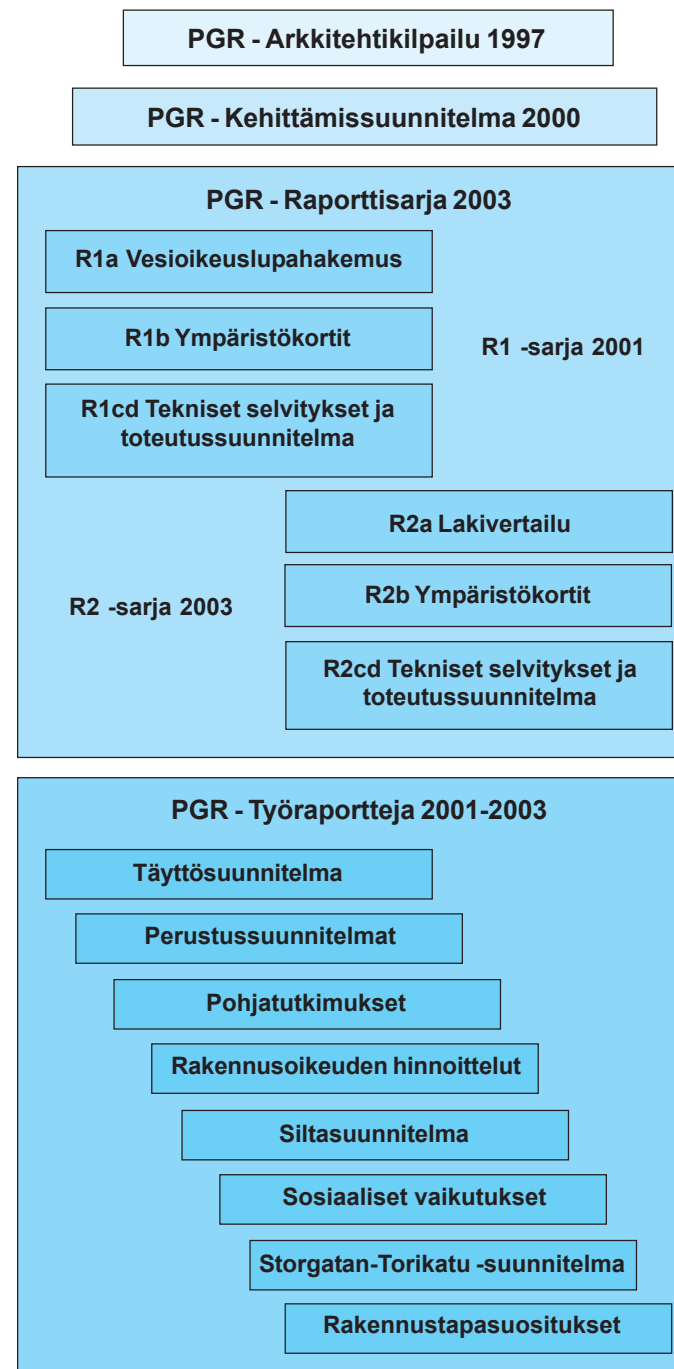 PGR - Arkkitehtikilpailu 1997
PGR - Kehittämissuunnitelma 2000
PGR - Raporttisarja 2003
R1a Vesioikeuslupahakemus
R1b Ympäristökortit
R1 -sarja 2001
R1cd Tekniset selvitykset ja
toteutussuunnitelma
R2a Lakivertailu
R2b Ympäristökortit
R2 -sarja 2003
R2cd Tekniset selvitykset ja
toteutussuunnitelma
PGR - Työraportteja 2001-2003
Täyttösuunnitelma
Perustussuunnitelmat
Pohjatutkimukset
Rakennusoikeuden hinnoittelut
Siltasuunnitelma
Sosiaaliset vaikutukset
Storgatan-Torikatu -suunnitelma
Rakennustapasuositukset